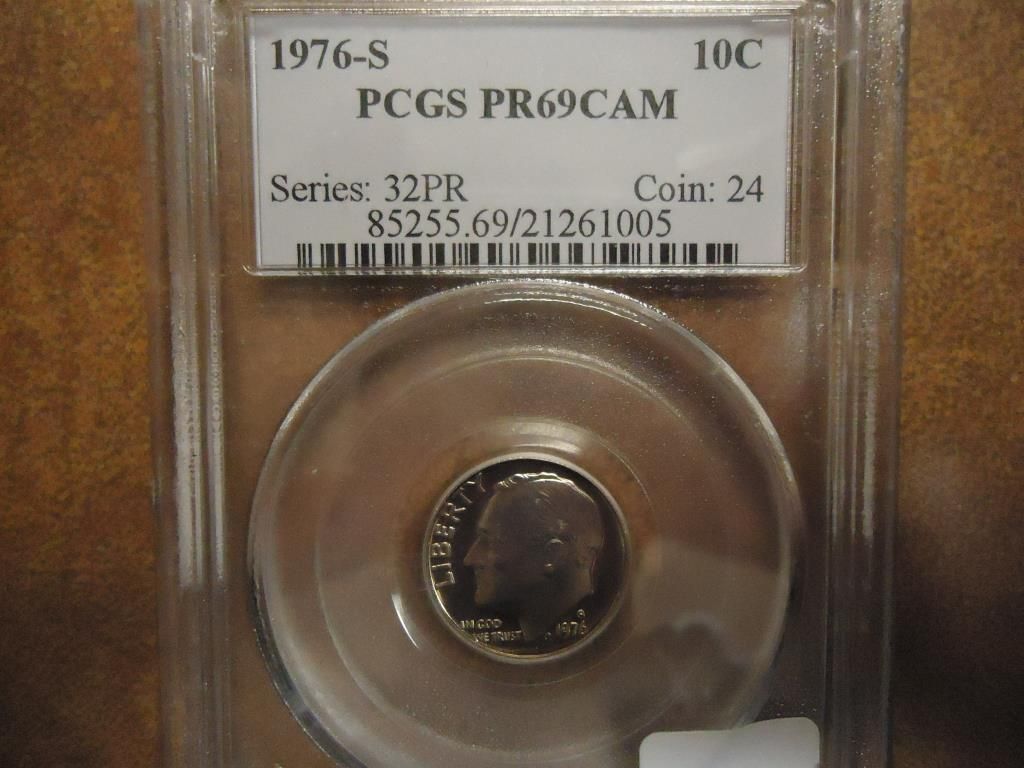 1976-S 10C
PCGS PR69CAM
Series: 32PR Coin: 24
85255.69/21261005
LIBERTY
IN GOD
WE TRUST
S
1976